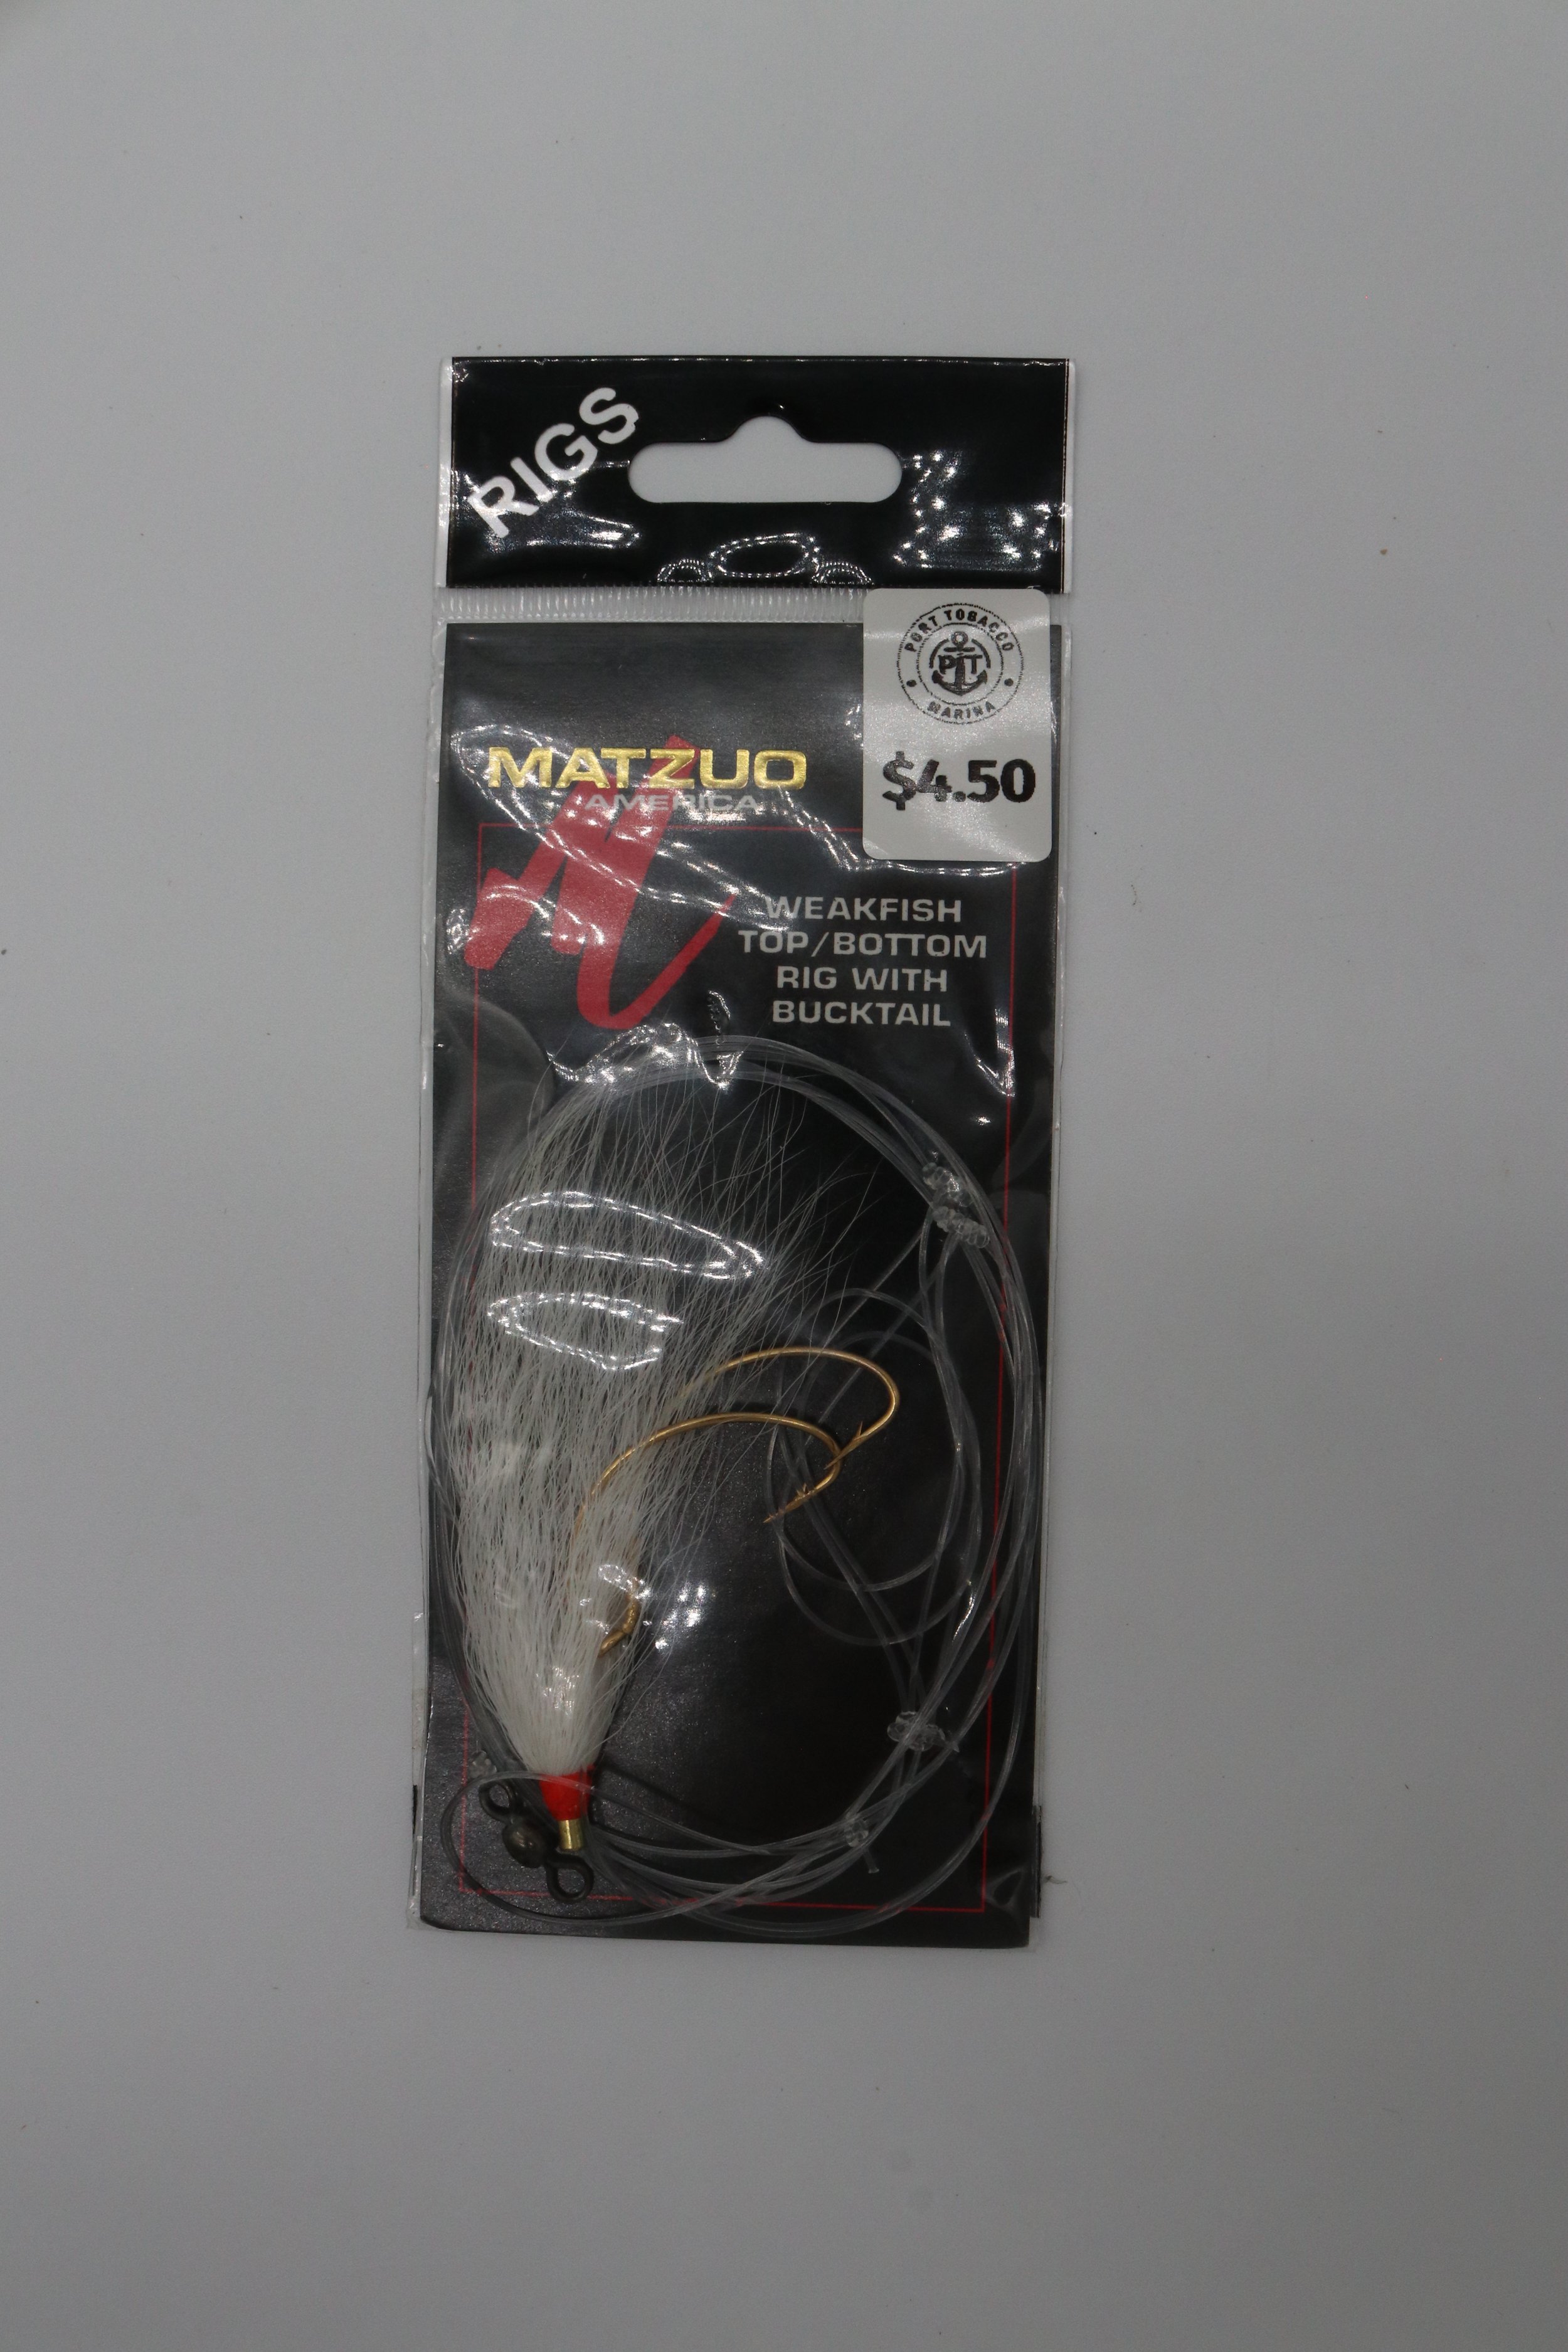 RIGS
PORT TOBACCO
PT
MARINA
$4.50
MATZUO
AMERICA
WEAKFISH
TOP/BOTTOM
RIG WITH
BUCKTAIL